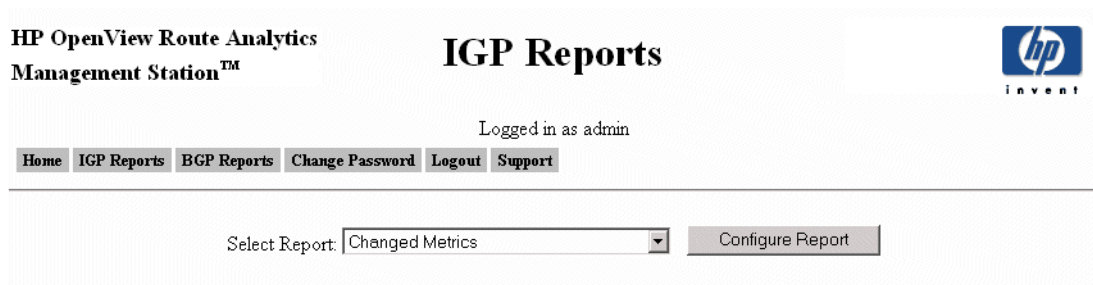 HP OpenView Route Analytics
Management Station™
IGP Reports
hp
invent
Logged in as admin
Home IGP Reports BGP Reports Change Password Logout Support
Select Report: Changed Metrics Configure Report